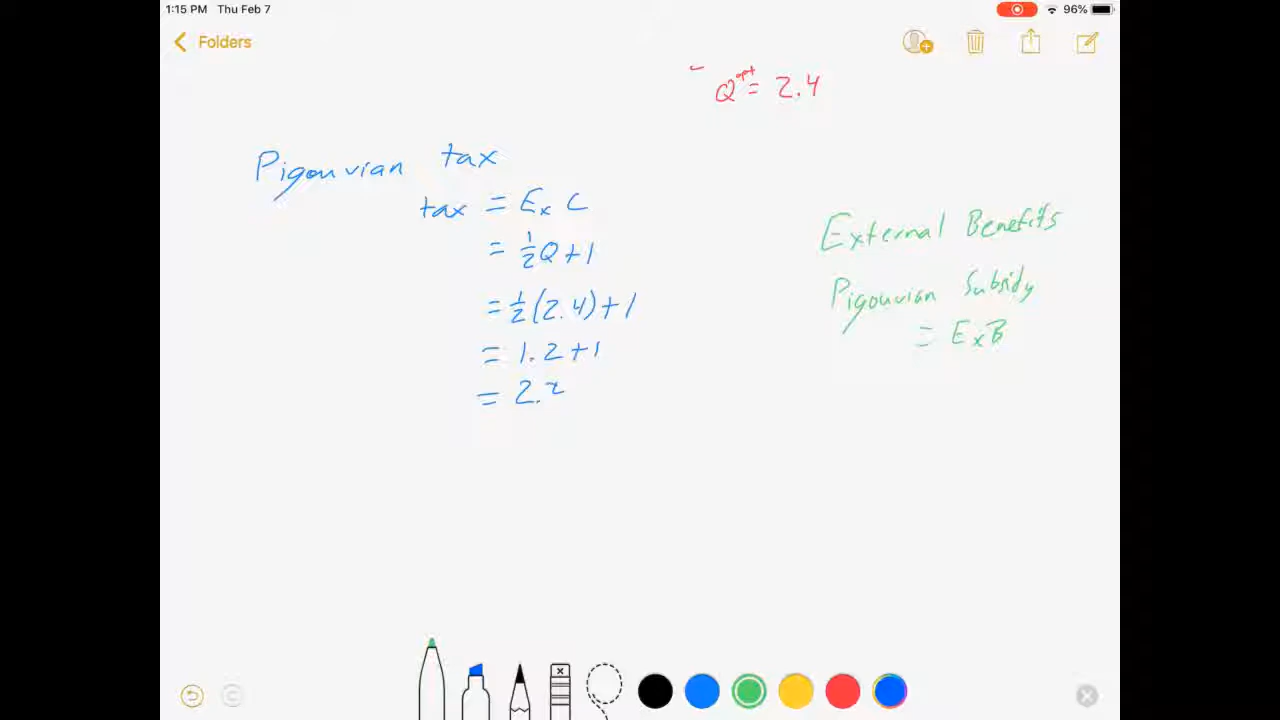 1:15 PM Thu Feb 7
96%
Folders
Q^opt = 2.4
Pigouvian tax
tax = Ex C
= 1/2 Q + 1
= 1/2 (2.4) + 1
= 1.2 + 1
= 2.2
External Benefits
Pigouvian Subsidy
= ExB